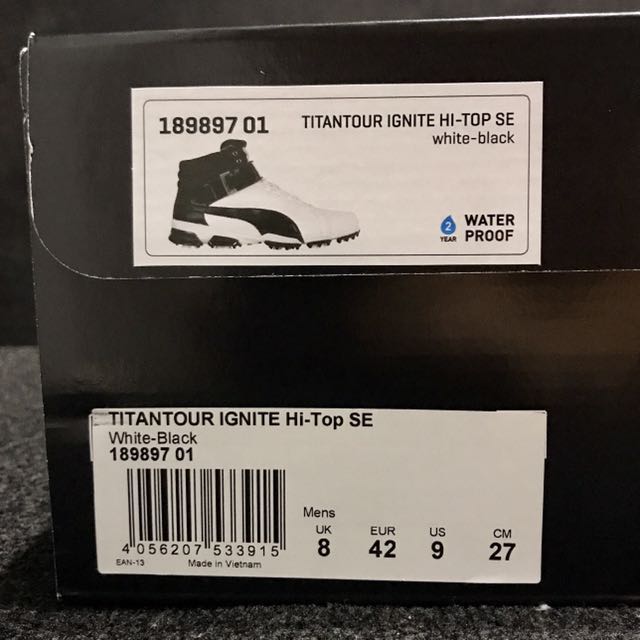 189897 01
TITANTOUR IGNITE HI-TOP SE
white-black
2
YEAR
WATER
PROOF
TITANTOUR IGNITE Hi-Top SE
White-Black
189897 01
4 056207 533915
EAN-13
Made in Vietnam
Mens
UK EUR US CM
8 42 9 27